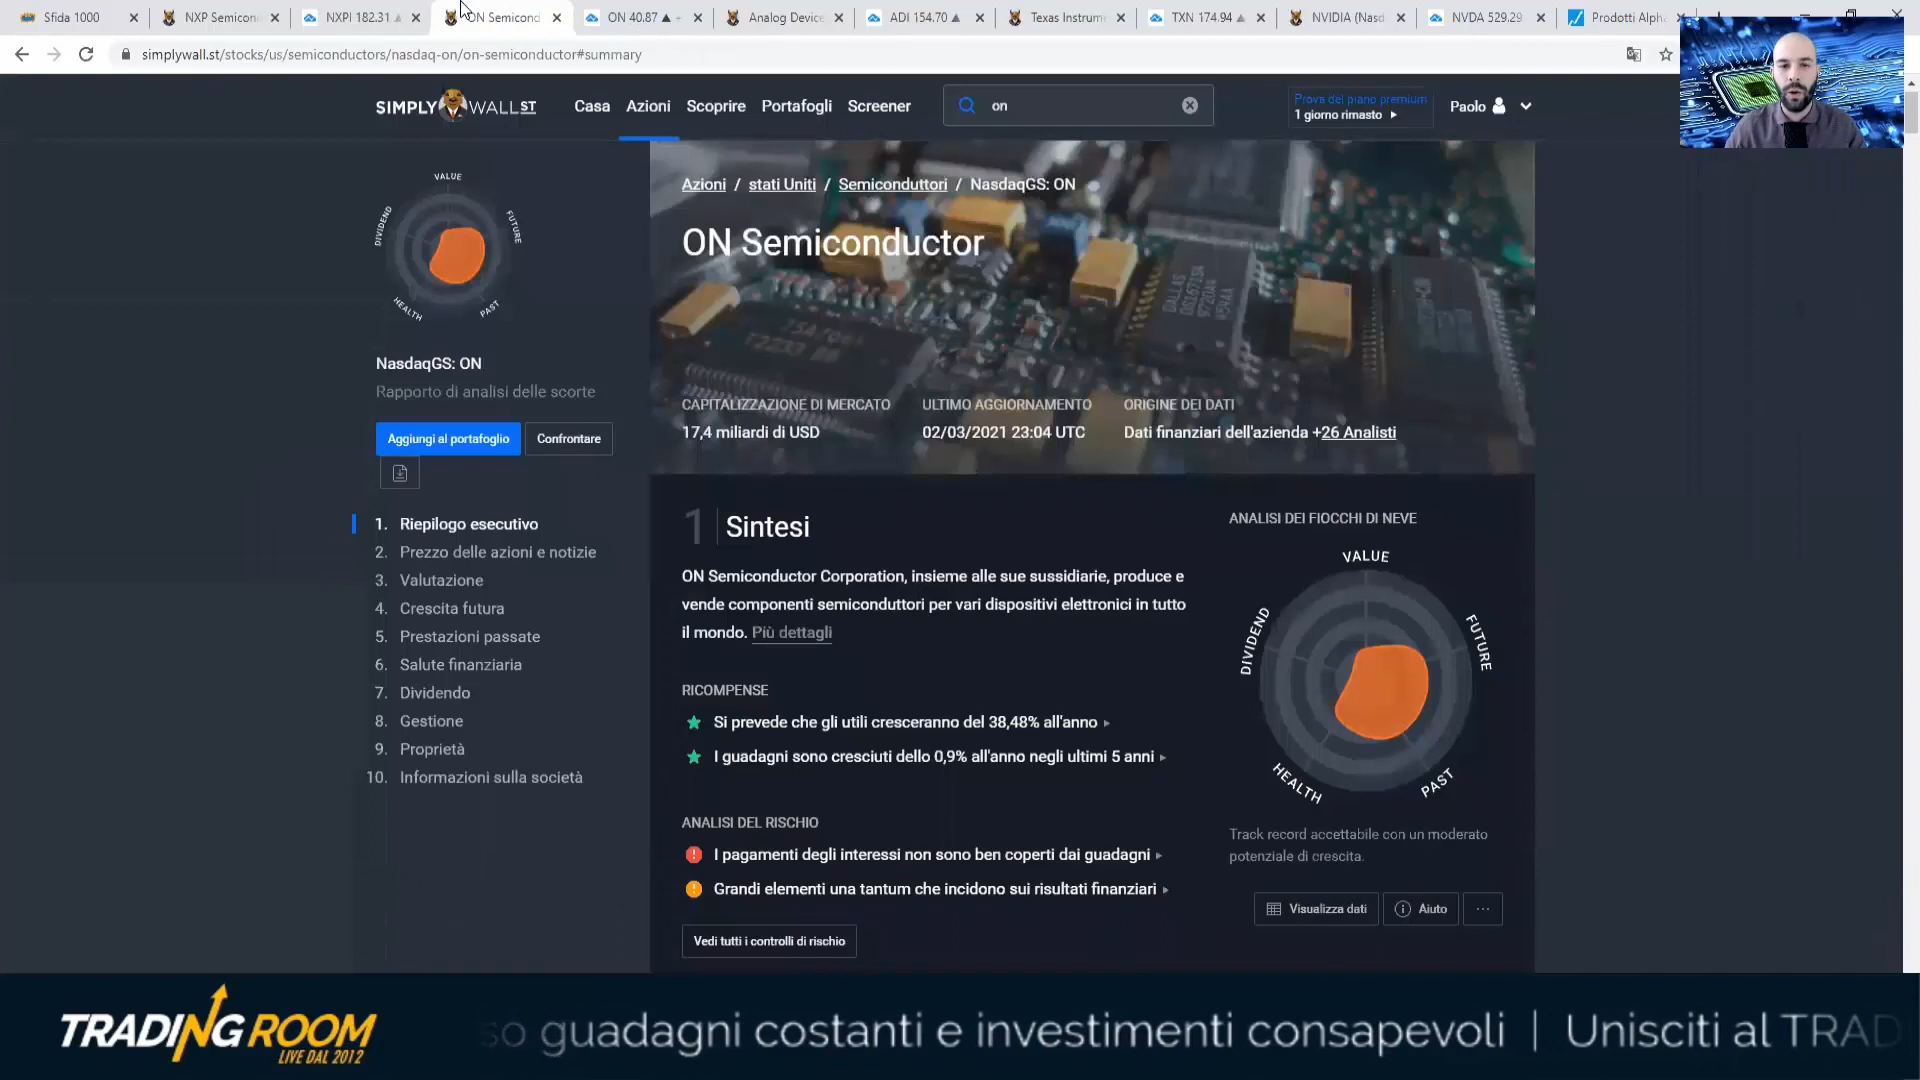 Sfida 1000
NXP Semicon
NXPI 182.31 ▲
ON Semicond
ON 40.87 ▲ +
Analog Device
ADI 154.70 ▲
Texas Instrum
TXN 174.94 ▲
NVIDIA (Nasd
NVDA 529.29
Prodotti Alpha
simplywall.st/stocks/us/semiconductors/nasdaq-on/on-semiconductor#summary
SIMPLY WALL ST
Casa
Azioni
Scoprire
Portafogli
Screener
on
Prova del piano premium
1 giorno rimasto
Paolo
VALUE
FUTURE
PAST
HEALTH
DIVIDEND
NasdaqGS: ON
Rapporto di analisi delle scorte
Aggiungi al portafoglio
Confrontare
1. Riepilogo esecutivo
2. Prezzo delle azioni e notizie
3. Valutazione
4. Crescita futura
5. Prestazioni passate
6. Salute finanziaria
7. Dividendo
8. Gestione
9. Proprietà
10. Informazioni sulla società
Azioni / stati Uniti / Semiconduttori / NasdaqGS: ON
ON Semiconductor
CAPITALIZZAZIONE DI MERCATO
17,4 miliardi di USD
ULTIMO AGGIORNAMENTO
02/03/2021 23:04 UTC
ORIGINE DEI DATI
Dati finanziari dell'azienda +26 Analisti
1 Sintesi
ON Semiconductor Corporation, insieme alle sue sussidiarie, produce e
vende componenti semiconduttori per vari dispositivi elettronici in tutto
il mondo. Più dettagli
RICOMPENSE
Si prevede che gli utili cresceranno del 38,48% all'anno
I guadagni sono cresciuti dello 0,9% all'anno negli ultimi 5 anni
ANALISI DEL RISCHIO
I pagamenti degli interessi non sono ben coperti dai guadagni
Grandi elementi una tantum che incidono sui risultati finanziari
Vedi tutti i controlli di rischio
ANALISI DEI FIOCCHI DI NEVE
VALUE
FUTURE
PAST
HEALTH
DIVIDEND
Track record accettabile con un moderato
potenziale di crescita.
Visualizza dati
Aiuto
...
TRADING ROOM
LIVE DAL 2012
so guadagni costanti e investimenti consapevoli | Unisciti al TRAD